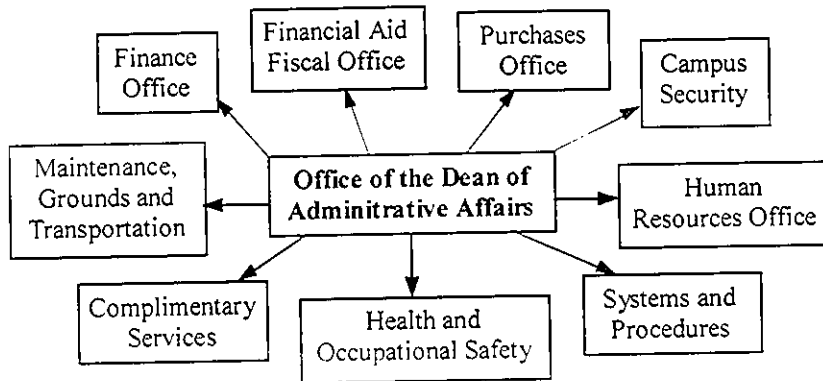 Finance
Office
Financial Aid
Fiscal Office
Purchases
Office
Campus
Security
Maintenance,
Grounds and
Transportation
Office of the Dean of
Adminitrative Affairs
Human
Resources Office
Complimentary
Services
Health and
Occupational Safety
Systems and
Procedures